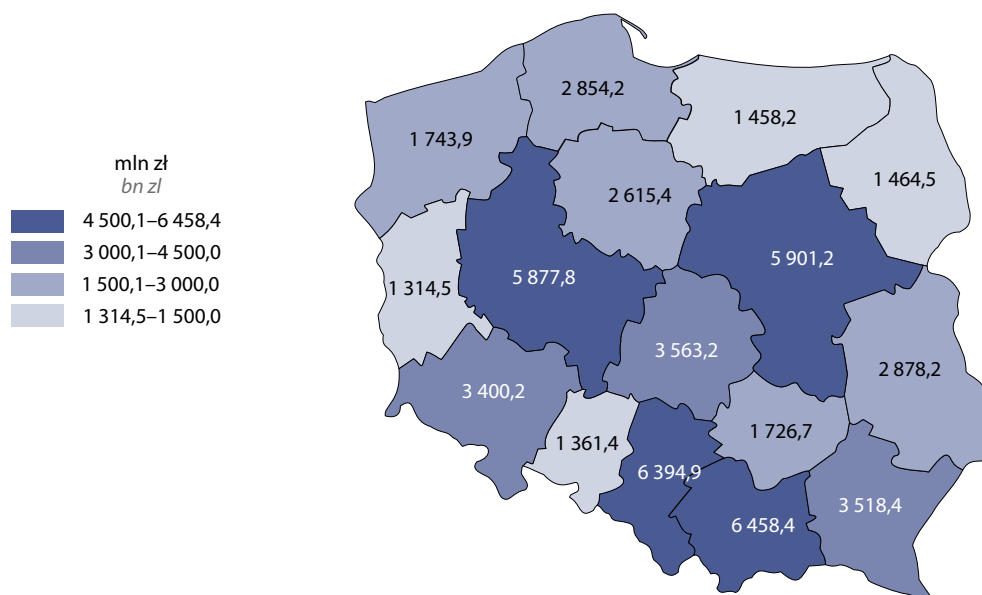 mln zł
bn zl
4 500,1–6 458,4
3 000,1–4 500,0
1 500,1–3 000,0
1 314,5–1 500,0
2 854,2
1 458,2
1 743,9
1 464,5
2 615,4
5 901,2
5 877,8
1 314,5
3 563,2
2 878,2
3 400,2
1 726,7
1 361,4
6 394,9
3 518,4
6 458,4